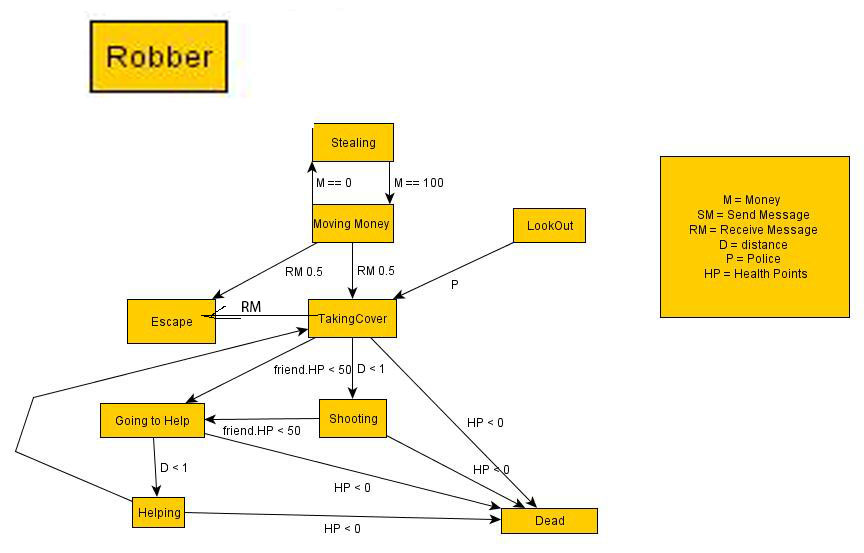 Robber
Stealing
M == 0
M == 100
Moving Money
LookOut
M = Money
SM = Send Message
RM = Receive Message
D = distance
P = Police
HP = Health Points
RM 0.5
RM 0.5
P
Escape
RM
TakingCover
friend.HP < 50
D < 1
Going to Help
Shooting
friend.HP < 50
HP < 0
D < 1
HP < 0
HP < 0
Helping
HP < 0
Dead